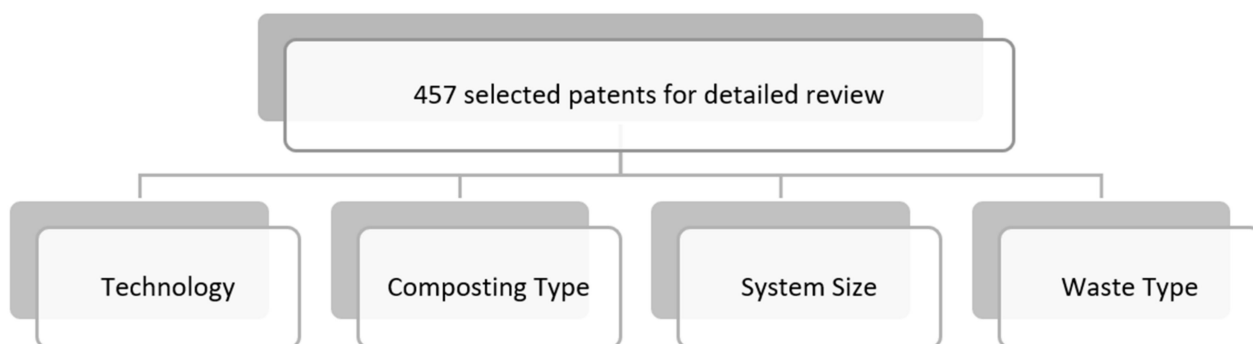 457 selected patents for detailed review
Technology
Composting Type
System Size
Waste Type